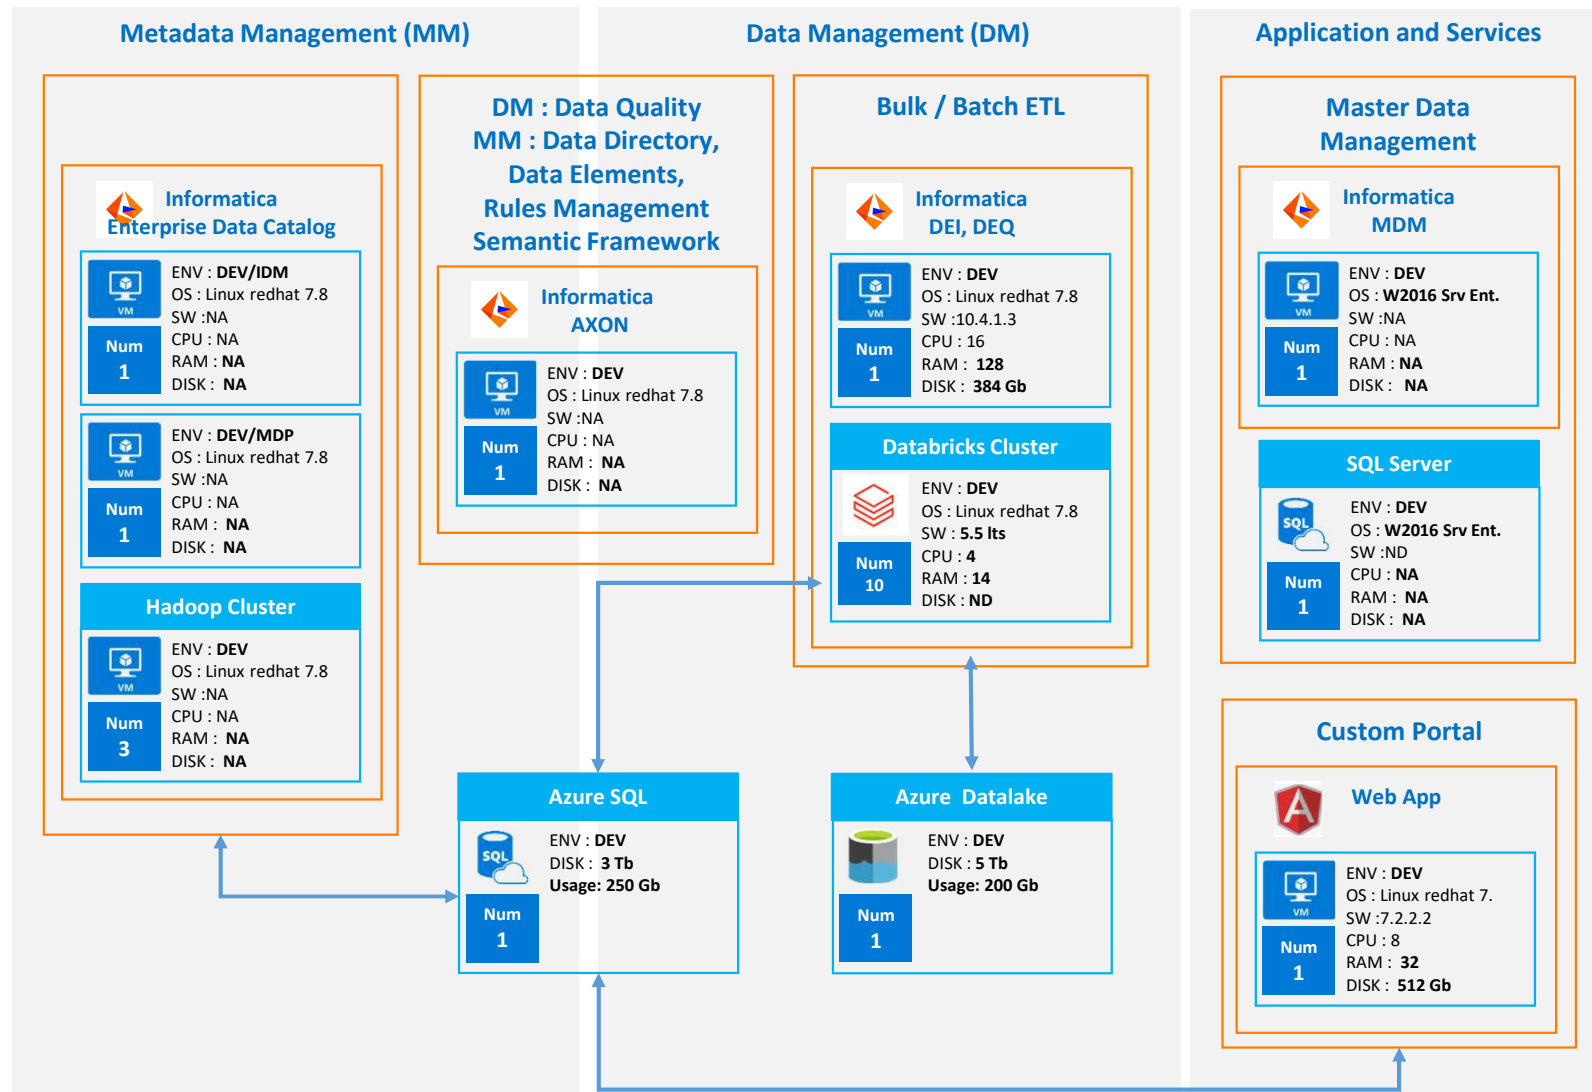 Metadata Management (MM)
Informatica
Enterprise Data Catalog
VM
Num
1
ENV : DEV/IDM
OS : Linux redhat 7.8
SW :NA
CPU : NA
RAM : NA
DISK : NA
VM
Num
1
ENV : DEV/MDP
OS : Linux redhat 7.8
SW :NA
CPU : NA
RAM : NA
DISK : NA
Hadoop Cluster
VM
Num
3
ENV : DEV
OS : Linux redhat 7.8
SW :NA
CPU : NA
RAM : NA
DISK : NA
Data Management (DM)
DM : Data Quality
MM : Data Directory,
Data Elements,
Rules Management
Semantic Framework
Informatica
AXON
VM
Num
1
ENV : DEV
OS : Linux redhat 7.8
SW :NA
CPU : NA
RAM : NA
DISK : NA
Bulk / Batch ETL
Informatica
DEI, DEQ
VM
Num
1
ENV : DEV
OS : Linux redhat 7.8
SW :10.4.1.3
CPU : 16
RAM : 128
DISK : 384 Gb
Databricks Cluster
Num
10
ENV : DEV
OS : Linux redhat 7.8
SW : 5.5 lts
CPU : 4
RAM : 14
DISK : ND
Azure SQL
SQL
Num
1
ENV : DEV
DISK : 3 Tb
Usage: 250 Gb
Azure Datalake
Num
1
ENV : DEV
DISK : 5 Tb
Usage: 200 Gb
Application and Services
Master Data
Management
Informatica
MDM
VM
Num
1
ENV : DEV
OS : W2016 Srv Ent.
SW :NA
CPU : NA
RAM : NA
DISK : NA
SQL Server
SQL
Num
1
ENV : DEV
OS : W2016 Srv Ent.
SW :ND
CPU : NA
RAM : NA
DISK : NA
Custom Portal
A
Web App
VM
Num
1
ENV : DEV
OS : Linux redhat 7.
SW :7.2.2.2
CPU : 8
RAM : 32
DISK : 512 Gb